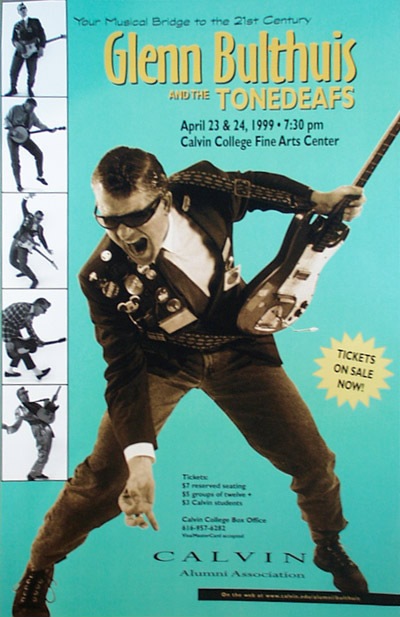 Your Musical Bridge to the 21st Century
Glenn Bulthuis
AND THE TONEDEAFS
April 23 & 24, 1999 • 7:30 pm
Calvin College Fine Arts Center
TICKETS
ON SALE
NOW!
Tickets:
$7 reserved seating
$5 groups of twelve +
$3 Calvin students
Calvin College Box Office
616-957-6282
Visa/MasterCard accepted
CALVIN
Alumni Association
On the web at www.calvin.edu/alumni/bulthuis